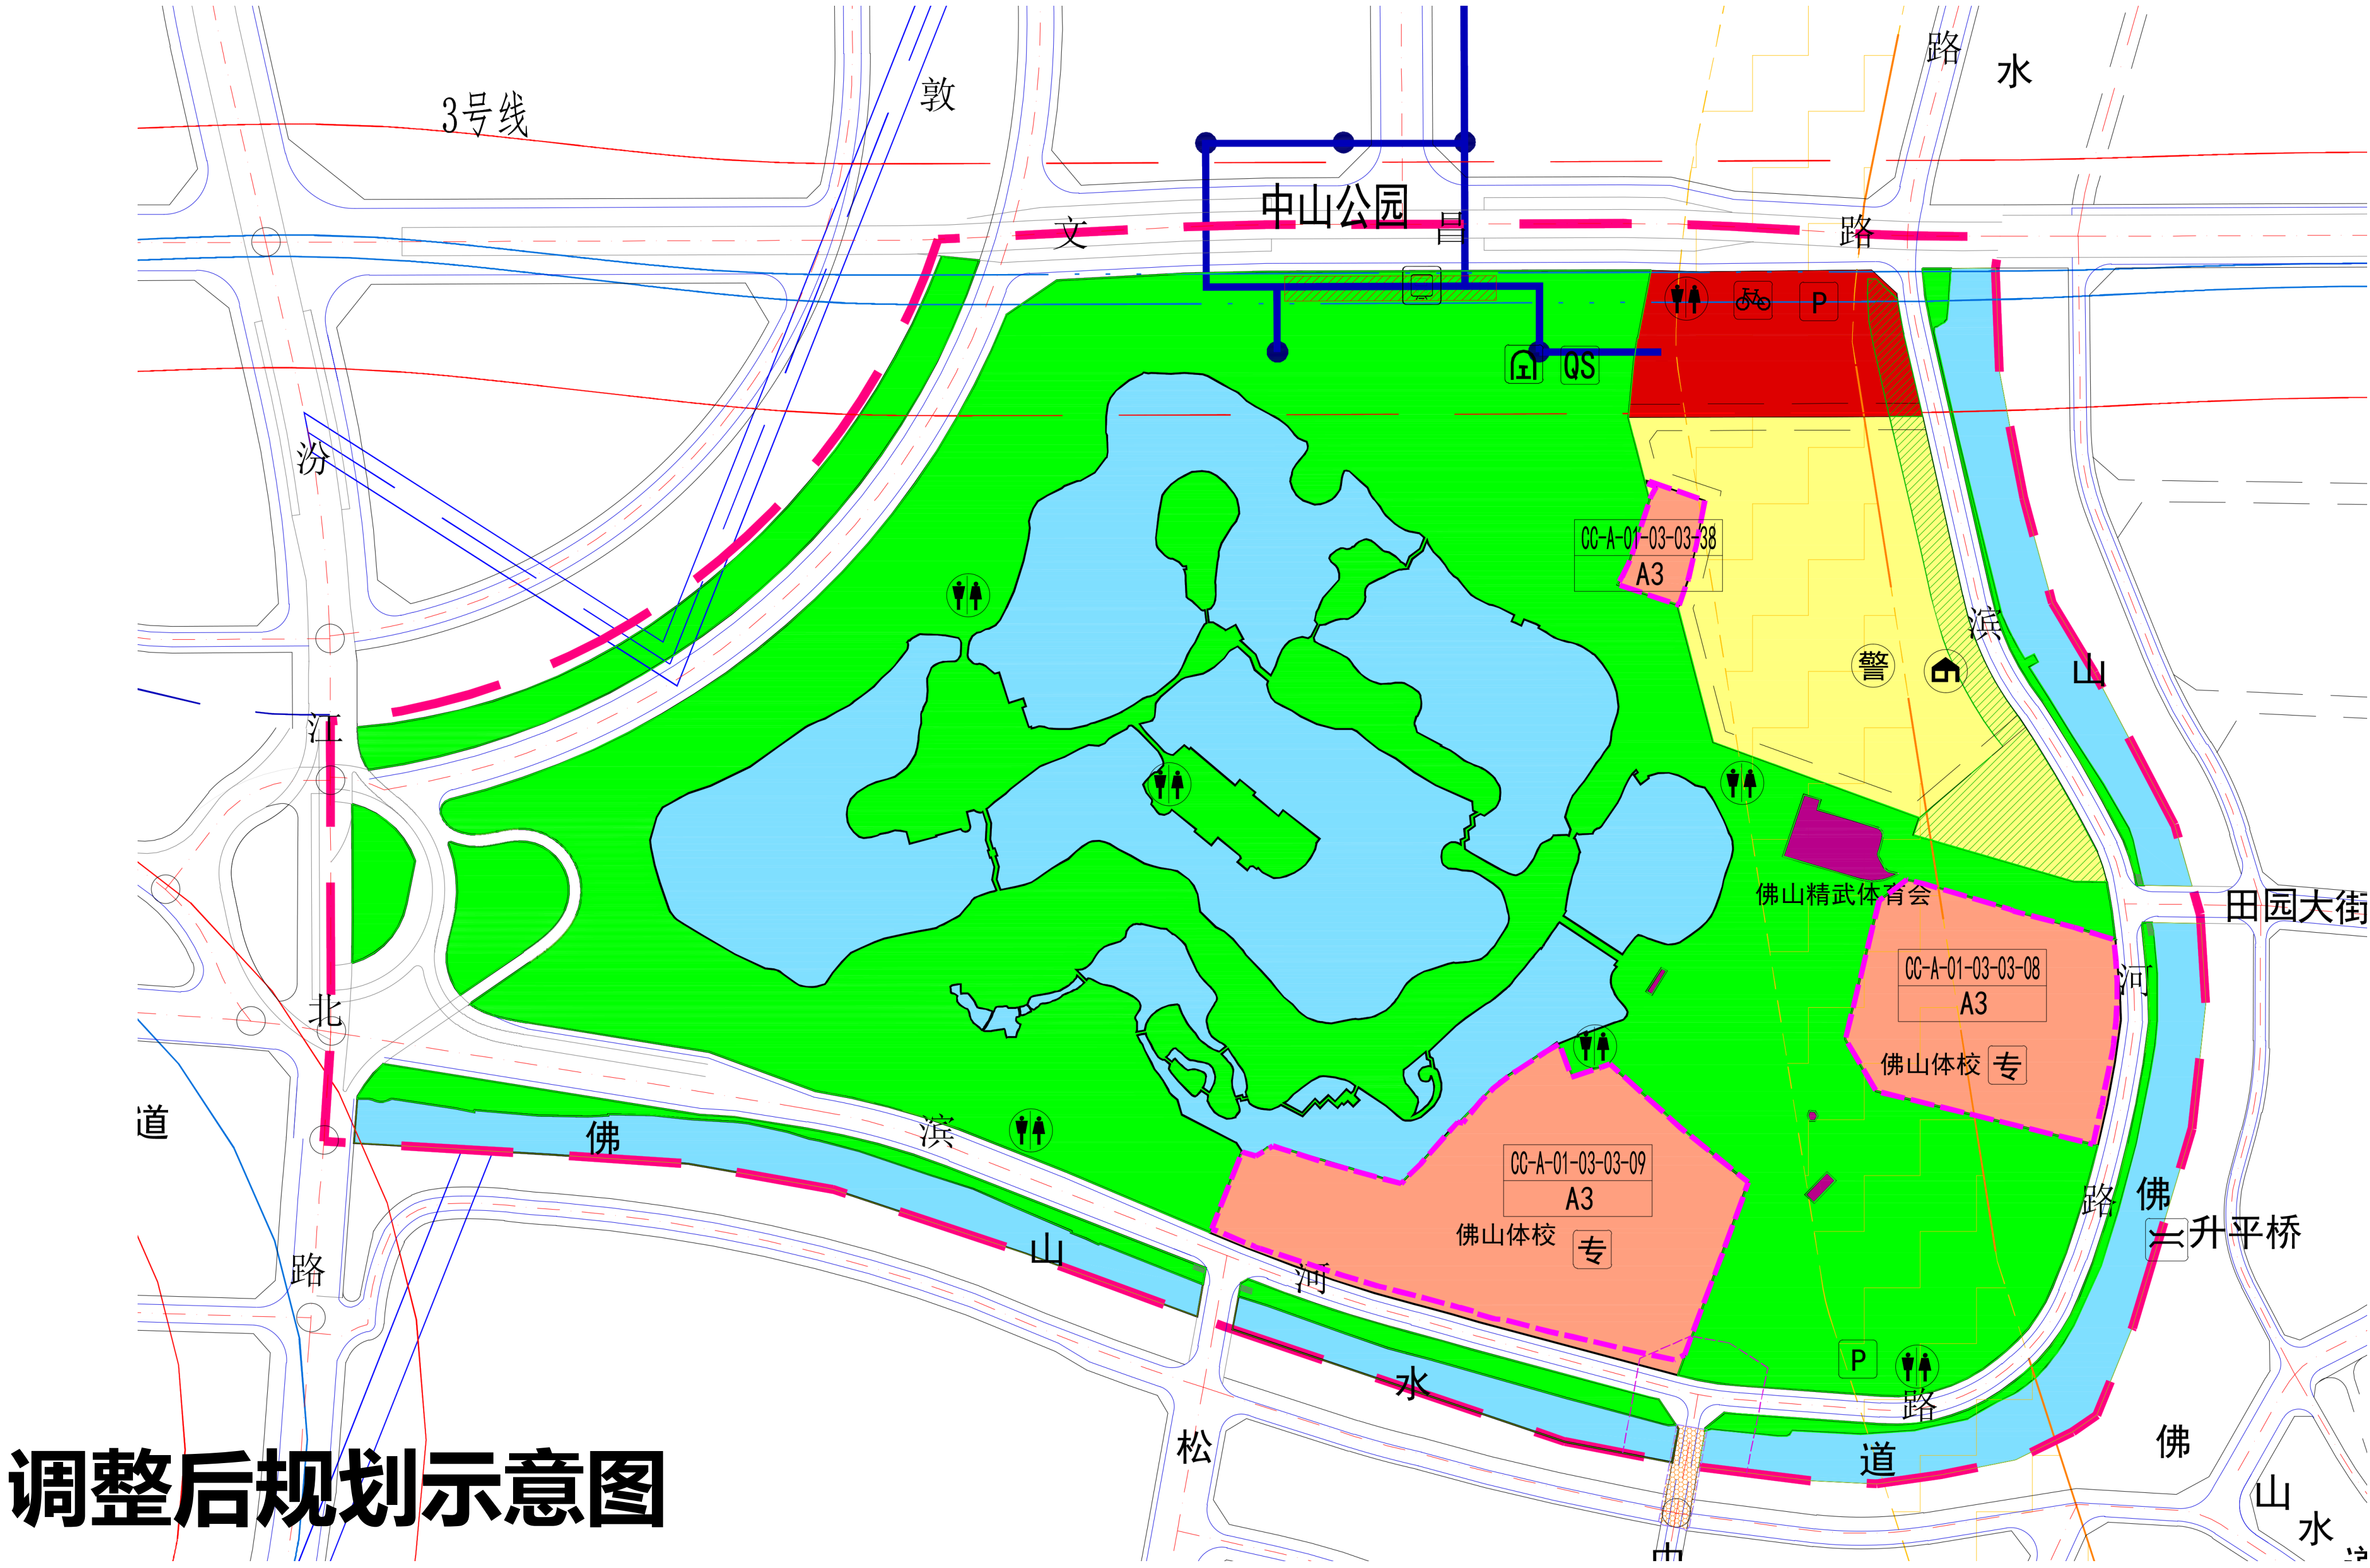 路
水
3号线
敦
中山公园
文
昌
路
P
QS
汾
CC-A-01-03-03-38
A3
滨
警
山
江
佛山精武体育会
田园大街
CC-A-01-03-03-08
A3
河
北
佛山体校
专
道
佛
滨
CC-A-01-03-03-09
A3
佛山体校
专
路
佛
升平桥
山
路
河
P
水
路
松
道
佛
调整后规划示意图
山
水